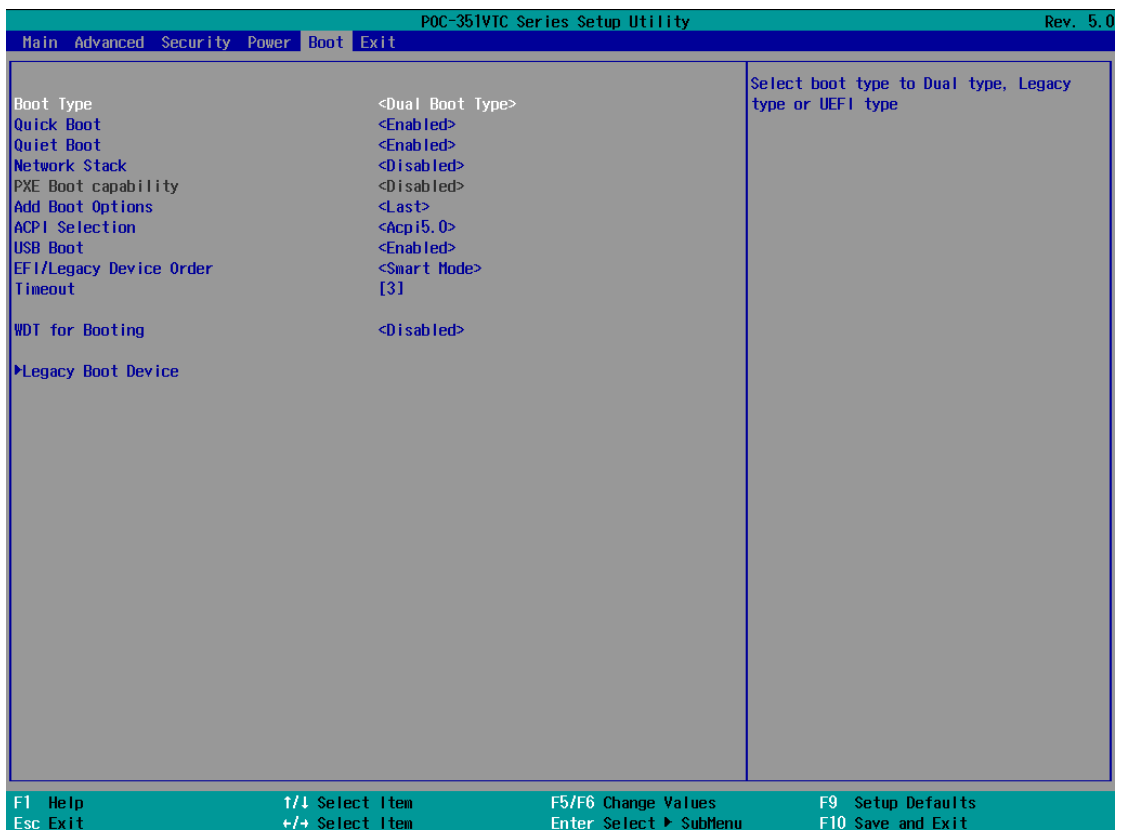 POC-351VTC Series Setup Utility Rev. 5.0
Main Advanced Security Power Boot Exit
Select boot type to Dual type, Legacy
type or UEFI type
Boot Type <Dual Boot Type>
Quick Boot <Enabled>
Quiet Boot <Enabled>
Network Stack <Disabled>
PXE Boot capability <Disabled>
Add Boot Options <Last>
ACPI Selection <Acpi5.0>
USB Boot <Enabled>
EFI/Legacy Device Order <Smart Mode>
Timeout [3]
WDT for Booting <Disabled>
▶Legacy Boot Device
F1 Help ↑/↓ Select Item F5/F6 Change Values F9 Setup Defaults
Esc Exit ←/→ Select Item Enter Select ▶ SubMenu F10 Save and Exit